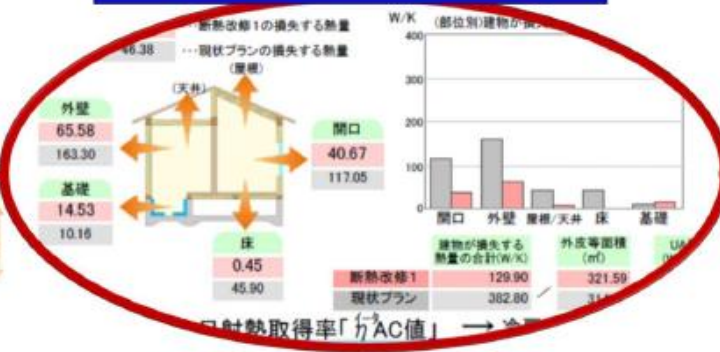 W/K (部位別)建物が損
…断熱改修1の損失する熱量
46.38 …現状プランの損失する熱量
(屋根)
(天井)
400
300
200
100
0
外壁
65.58
163.30
開口
40.67
117.05
基礎
14.53
10.16
床
0.45
45.90
開口 外壁 屋根/天井 床 基礎
建物が損失する熱量の合計(W/K) 外皮等面積(㎡) UA
断熱改修1 129.90 321.59
現状プラン 382.80
日射熱取得率「ηAC値」 →
イータ